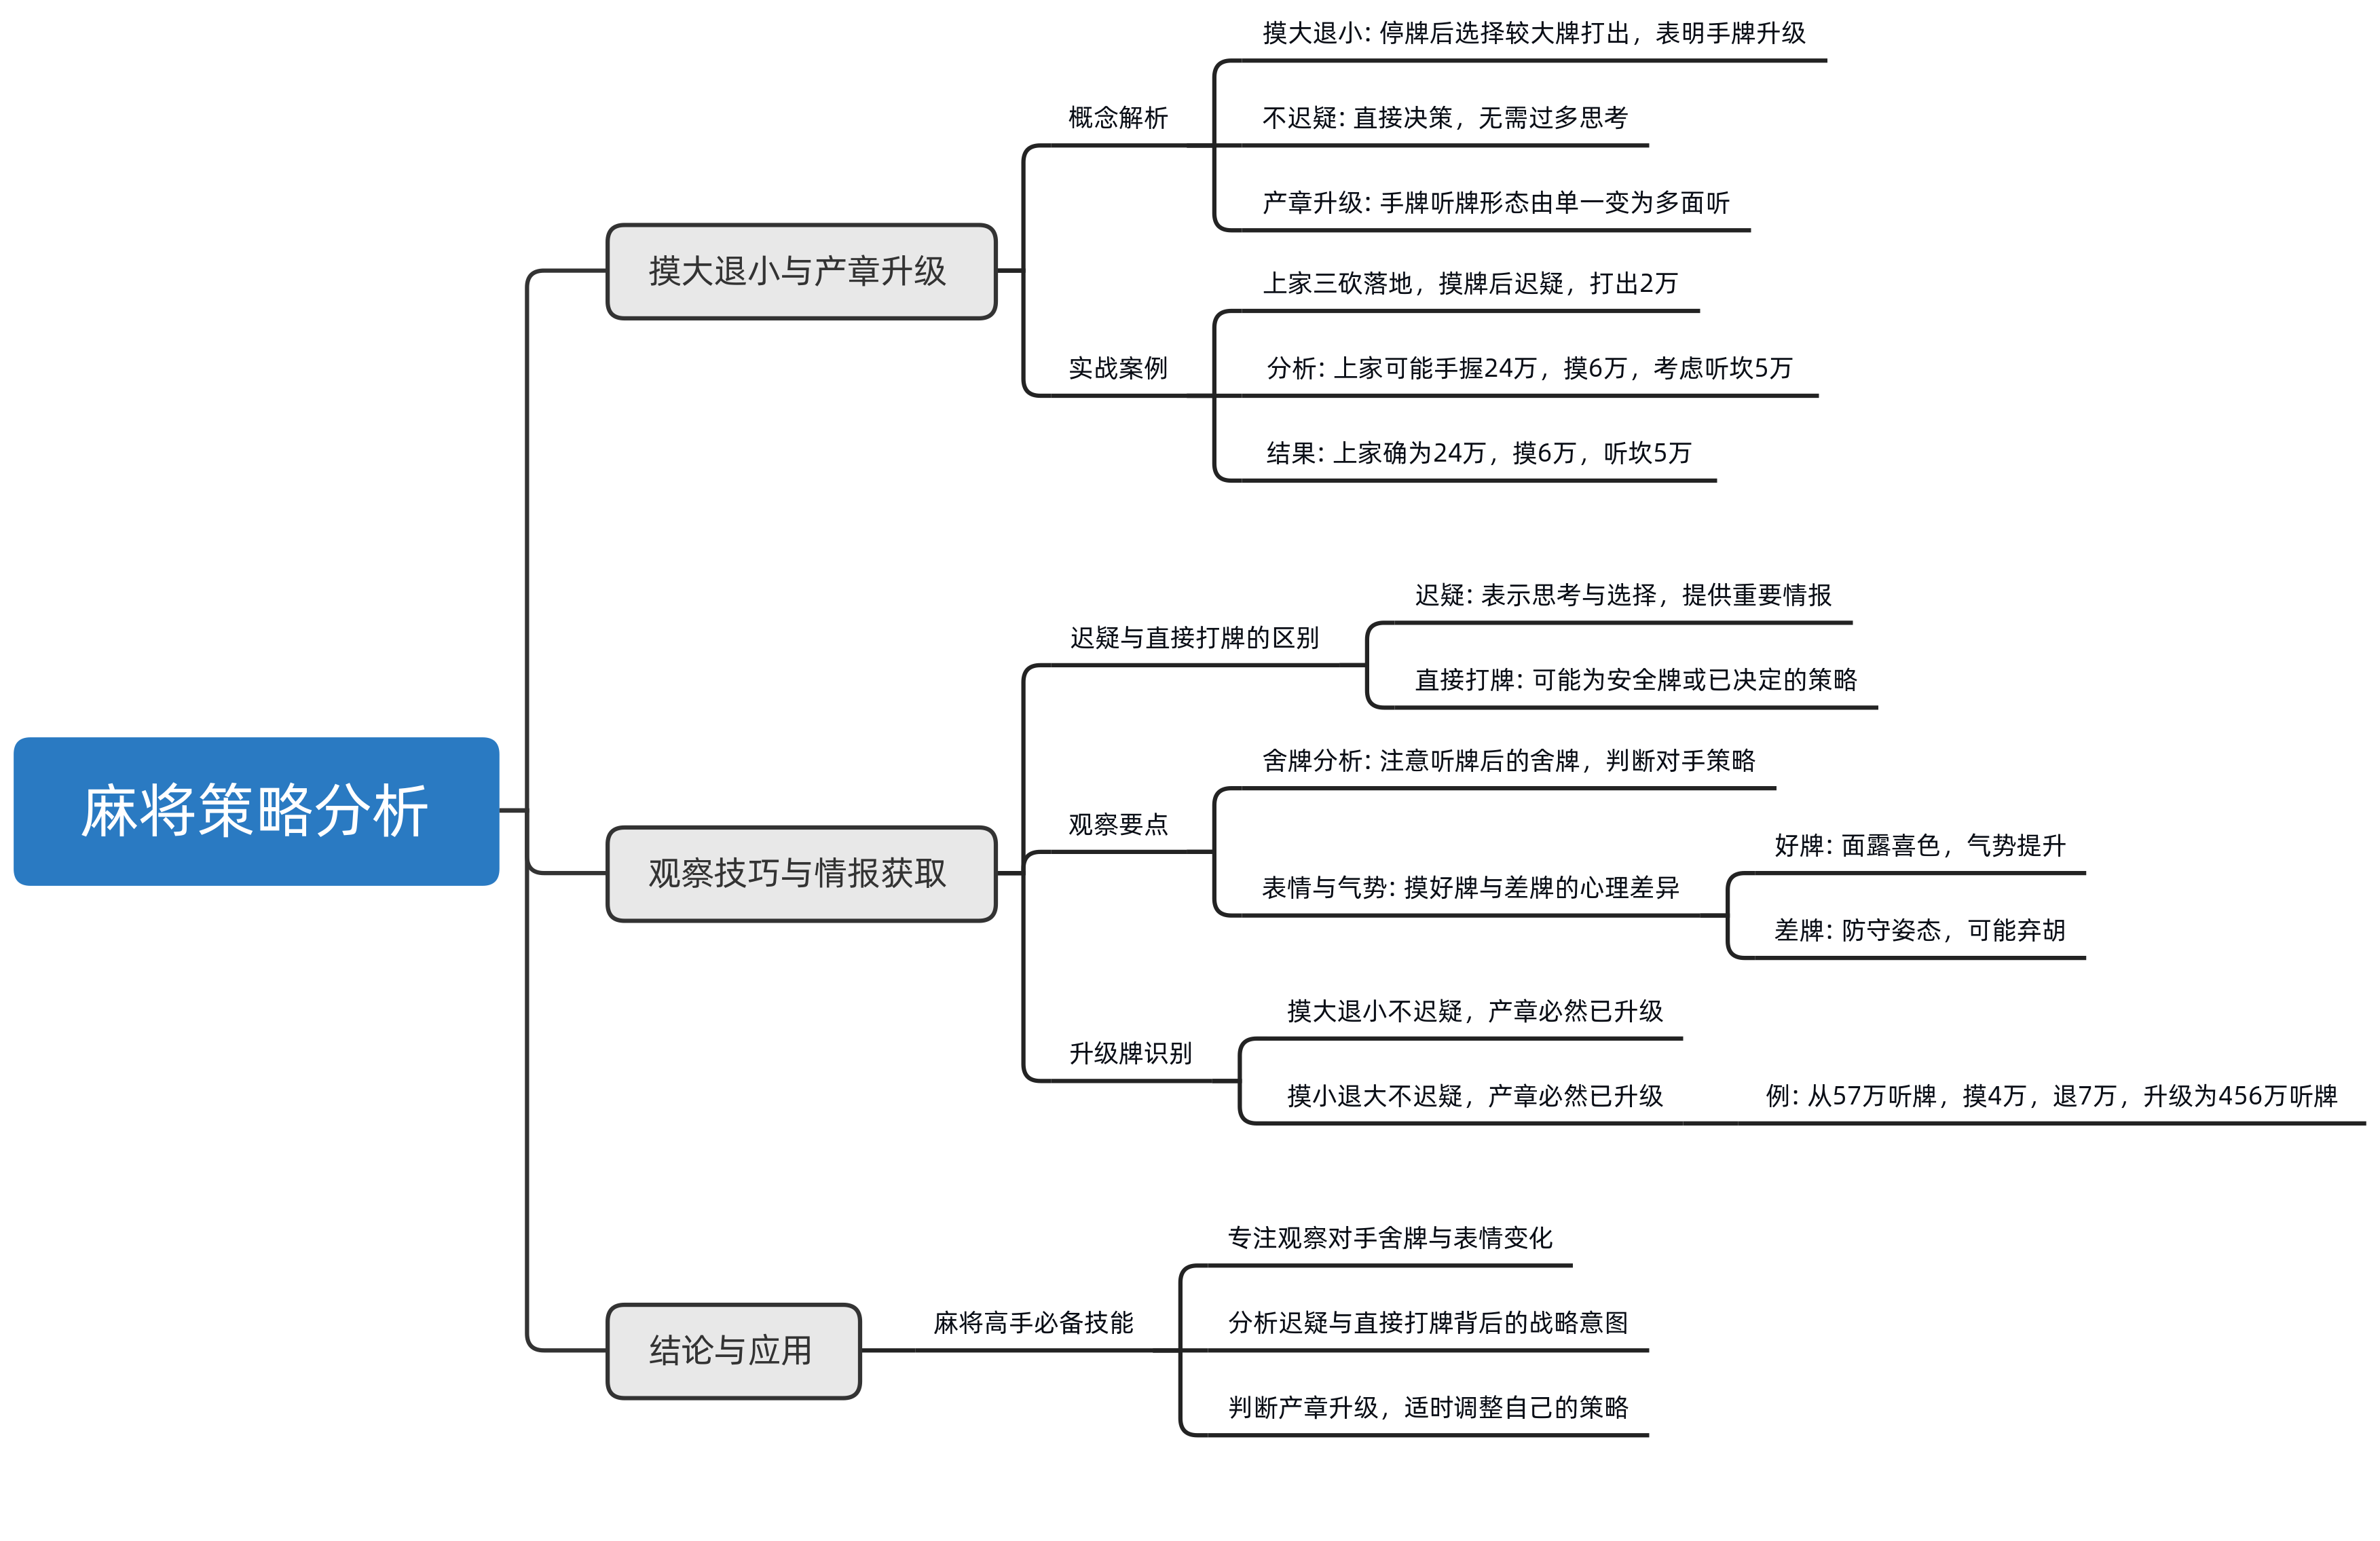 麻将策略分析
摸大退小与产章升级
概念解析
摸大退小: 停牌后选择较大牌打出，表明手牌升级
不迟疑: 直接决策，无需过多思考
产章升级: 手牌听牌形态由单一变为多面听
实战案例
上家三砍落地，摸牌后迟疑，打出2万
分析: 上家可能手握24万，摸6万，考虑听坎5万
结果: 上家确为24万，摸6万，听坎5万
观察技巧与情报获取
迟疑与直接打牌的区别
迟疑: 表示思考与选择，提供重要情报
直接打牌: 可能为安全牌或已决定的策略
观察要点
舍牌分析: 注意听牌后的舍牌，判断对手策略
表情与气势: 摸好牌与差牌的心理差异
好牌: 面露喜色，气势提升
差牌: 防守姿态，可能弃胡
升级牌识别
摸大退小不迟疑，产章必然已升级
摸小退大不迟疑，产章必然已升级
例: 从57万听牌，摸4万，退7万，升级为456万听牌
结论与应用
麻将高手必备技能
专注观察对手舍牌与表情变化
分析迟疑与直接打牌背后的战略意图
判断产章升级，适时调整自己的策略